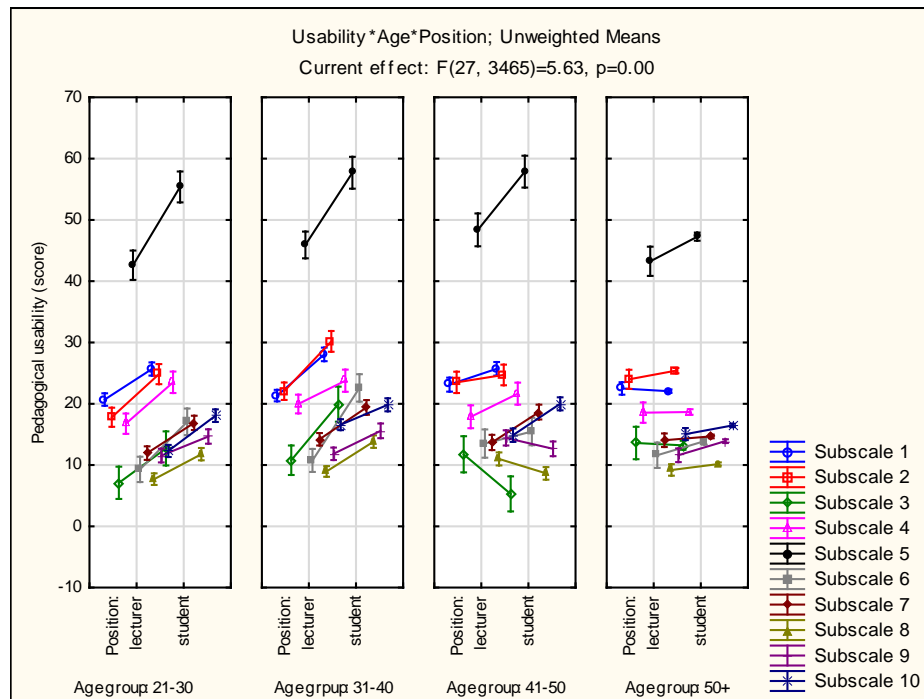 Usability*Age*Position; Unweighted Means
Current effect: F(27, 3465)=5.63, p=0.00
Pedagogical usability (score)
70
60
50
40
30
20
10
0
-10
Position: lecturer student
Agegroup: 21-30
Position: lecturer student
Agegroup: 31-40
Position: lecturer student
Agegroup: 41-50
Position: lecturer student
Agegroup: 50+
Subscale 1
Subscale 2
Subscale 3
Subscale 4
Subscale 5
Subscale 6
Subscale 7
Subscale 8
Subscale 9
Subscale 10